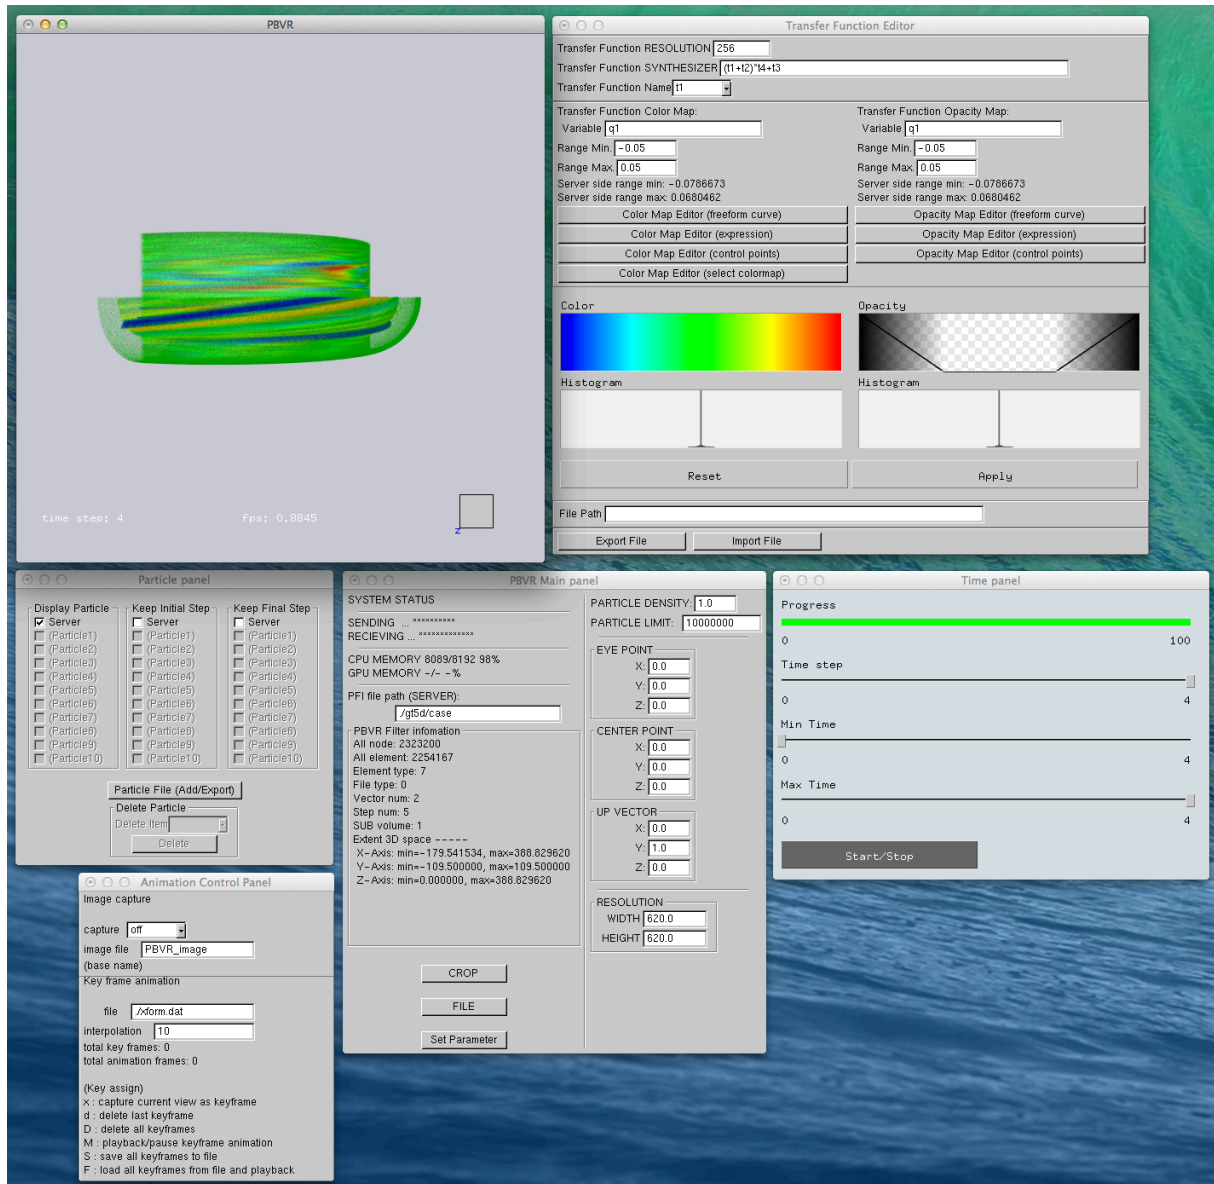 PBVR
time step: 4
fps: 0.8845
Z
Transfer Function Editor
Transfer Function RESOLUTION 256
Transfer Function SYNTHESIZER (t1+t2)*t4+t3
Transfer Function Name t1
Transfer Function Color Map:
Variable q1
Range Min. -0.05
Range Max. 0.05
Server side range min: -0.0786673
Server side range max: 0.0680462
Color Map Editor (freeform curve)
Color Map Editor (expression)
Color Map Editor (control points)
Color Map Editor (select colormap)
Transfer Function Opacity Map:
Variable q1
Range Min. -0.05
Range Max. 0.05
Server side range min: -0.0786673
Server side range max: 0.0680462
Opacity Map Editor (freeform curve)
Opacity Map Editor (expression)
Opacity Map Editor (control points)
Color
Opacity
Histogram
Histogram
Reset
Apply
File Path
Export File
Import File
Particle panel
Display Particle
Server
(Particle1)
(Particle2)
(Particle3)
(Particle4)
(Particle5)
(Particle6)
(Particle7)
(Particle8)
(Particle9)
(Particle10)
Keep Initial Step
Server
(Particle1)
(Particle2)
(Particle3)
(Particle4)
(Particle5)
(Particle6)
(Particle7)
(Particle8)
(Particle9)
(Particle10)
Keep Final Step
Server
(Particle1)
(Particle2)
(Particle3)
(Particle4)
(Particle5)
(Particle6)
(Particle7)
(Particle8)
(Particle9)
(Particle10)
Particle File (Add/Export)
Delete Particle
Delete Item
Delete
PBVR Main panel
SYSTEM STATUS
SENDING ... **********
RECIEVING ... *************
CPU MEMORY 8089/8192 98%
GPU MEMORY -/- -%
PFI file path (SERVER):
./gt5d/case
PBVR Filter infomation
All node: 2323200
All element: 2254167
Element type: 7
File type: 0
Vector num: 2
Step num: 5
SUB volume: 1
Extent 3D space -----
X-Axis: min=-179.541534, max=388.829620
Y-Axis: min=-109.500000, max=109.500000
Z-Axis: min=0.000000, max=388.829620
CROP
FILE
Set Parameter
PARTICLE DENSITY: 1.0
PARTICLE LIMIT: 10000000
EYE POINT
X: 0.0
Y: 0.0
Z: 0.0
CENTER POINT
X: 0.0
Y: 0.0
Z: 0.0
UP VECTOR
X: 0.0
Y: 1.0
Z: 0.0
RESOLUTION
WIDTH 620.0
HEIGHT 620.0
Time panel
Progress
0 100
Time step
0 4
Min Time
0 4
Max Time
0 4
Start/Stop
Animation Control Panel
Image capture
capture off
image file PBVR_image
(base name)
Key frame animation
file ./xform.dat
interpolation 10
total key frames: 0
total animation frames: 0
(Key assign)
x : capture current view as keyframe
d : delete last keyframe
D : delete all keyframes
M : playback/pause keyframe animation
S : save all keyframes to file
F : load all keyframes from file and playback